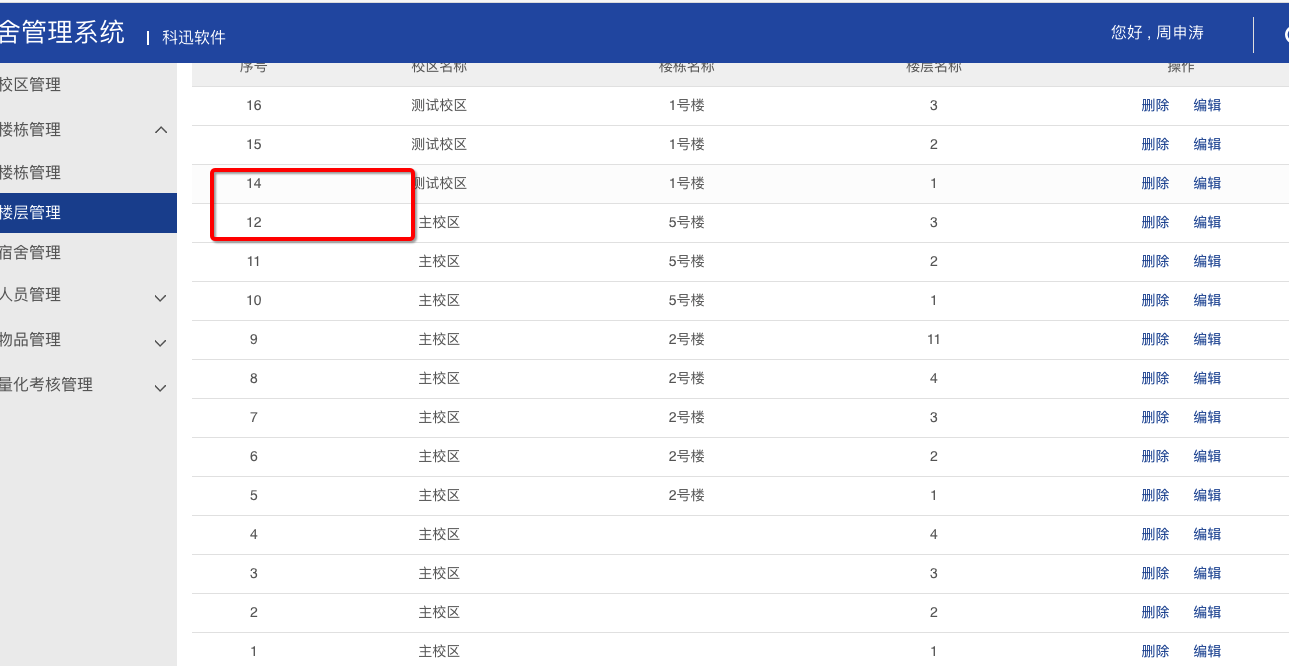 舍管理系统 | 科迅软件 您好 , 周申涛
校区管理
楼栋管理
楼栋管理
楼层管理
宿舍管理
人员管理
物品管理
量化考核管理
序号 校区名称 楼栋名称 楼层名称 操作
16 测试校区 1号楼 3 删除 编辑
15 测试校区 1号楼 2 删除 编辑
14 测试校区 1号楼 1 删除 编辑
12 主校区 5号楼 3 删除 编辑
11 主校区 5号楼 2 删除 编辑
10 主校区 5号楼 1 删除 编辑
9 主校区 2号楼 11 删除 编辑
8 主校区 2号楼 4 删除 编辑
7 主校区 2号楼 3 删除 编辑
6 主校区 2号楼 2 删除 编辑
5 主校区 2号楼 1 删除 编辑
4 主校区 4 删除 编辑
3 主校区 3 删除 编辑
2 主校区 2 删除 编辑
1 主校区 1 删除 编辑